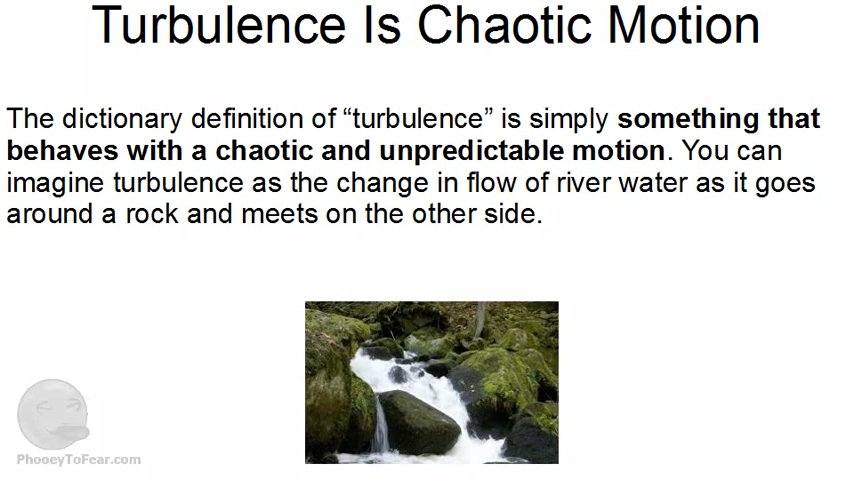 Turbulence Is Chaotic Motion
The dictionary definition of “turbulence” is simply something that
behaves with a chaotic and unpredictable motion. You can
imagine turbulence as the change in flow of river water as it goes
around a rock and meets on the other side.
PhooeyToFear.com